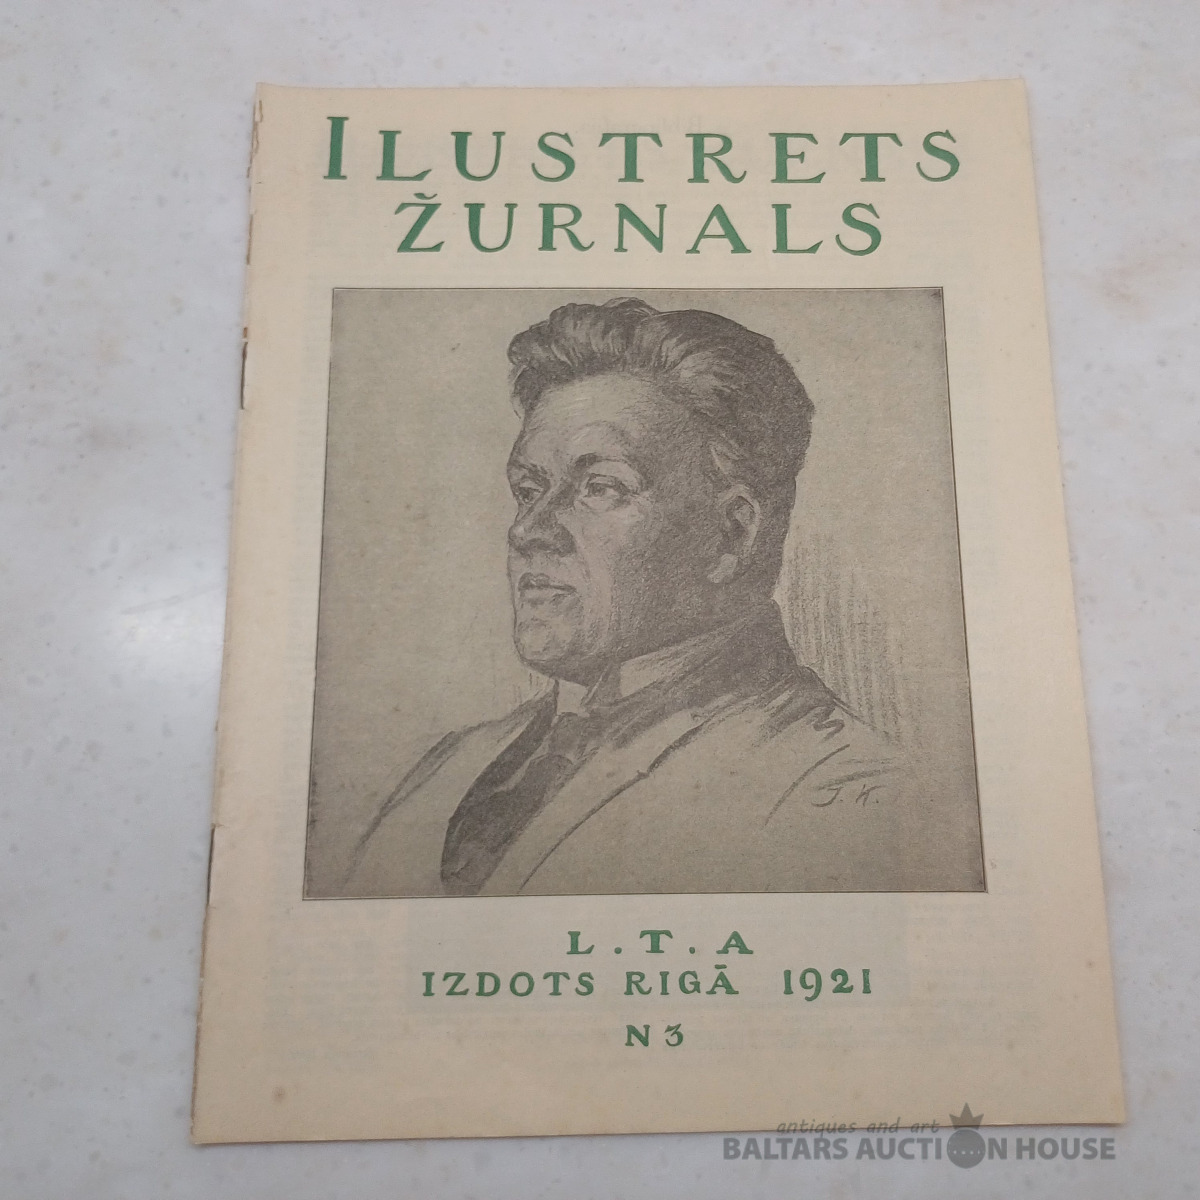 ILUSTRETS
ŽURNALS
J. K.
L. T. A
IZDOTS RIGĀ 1921
N 3
antiques and art
BALTARS AUCTION HOUSE